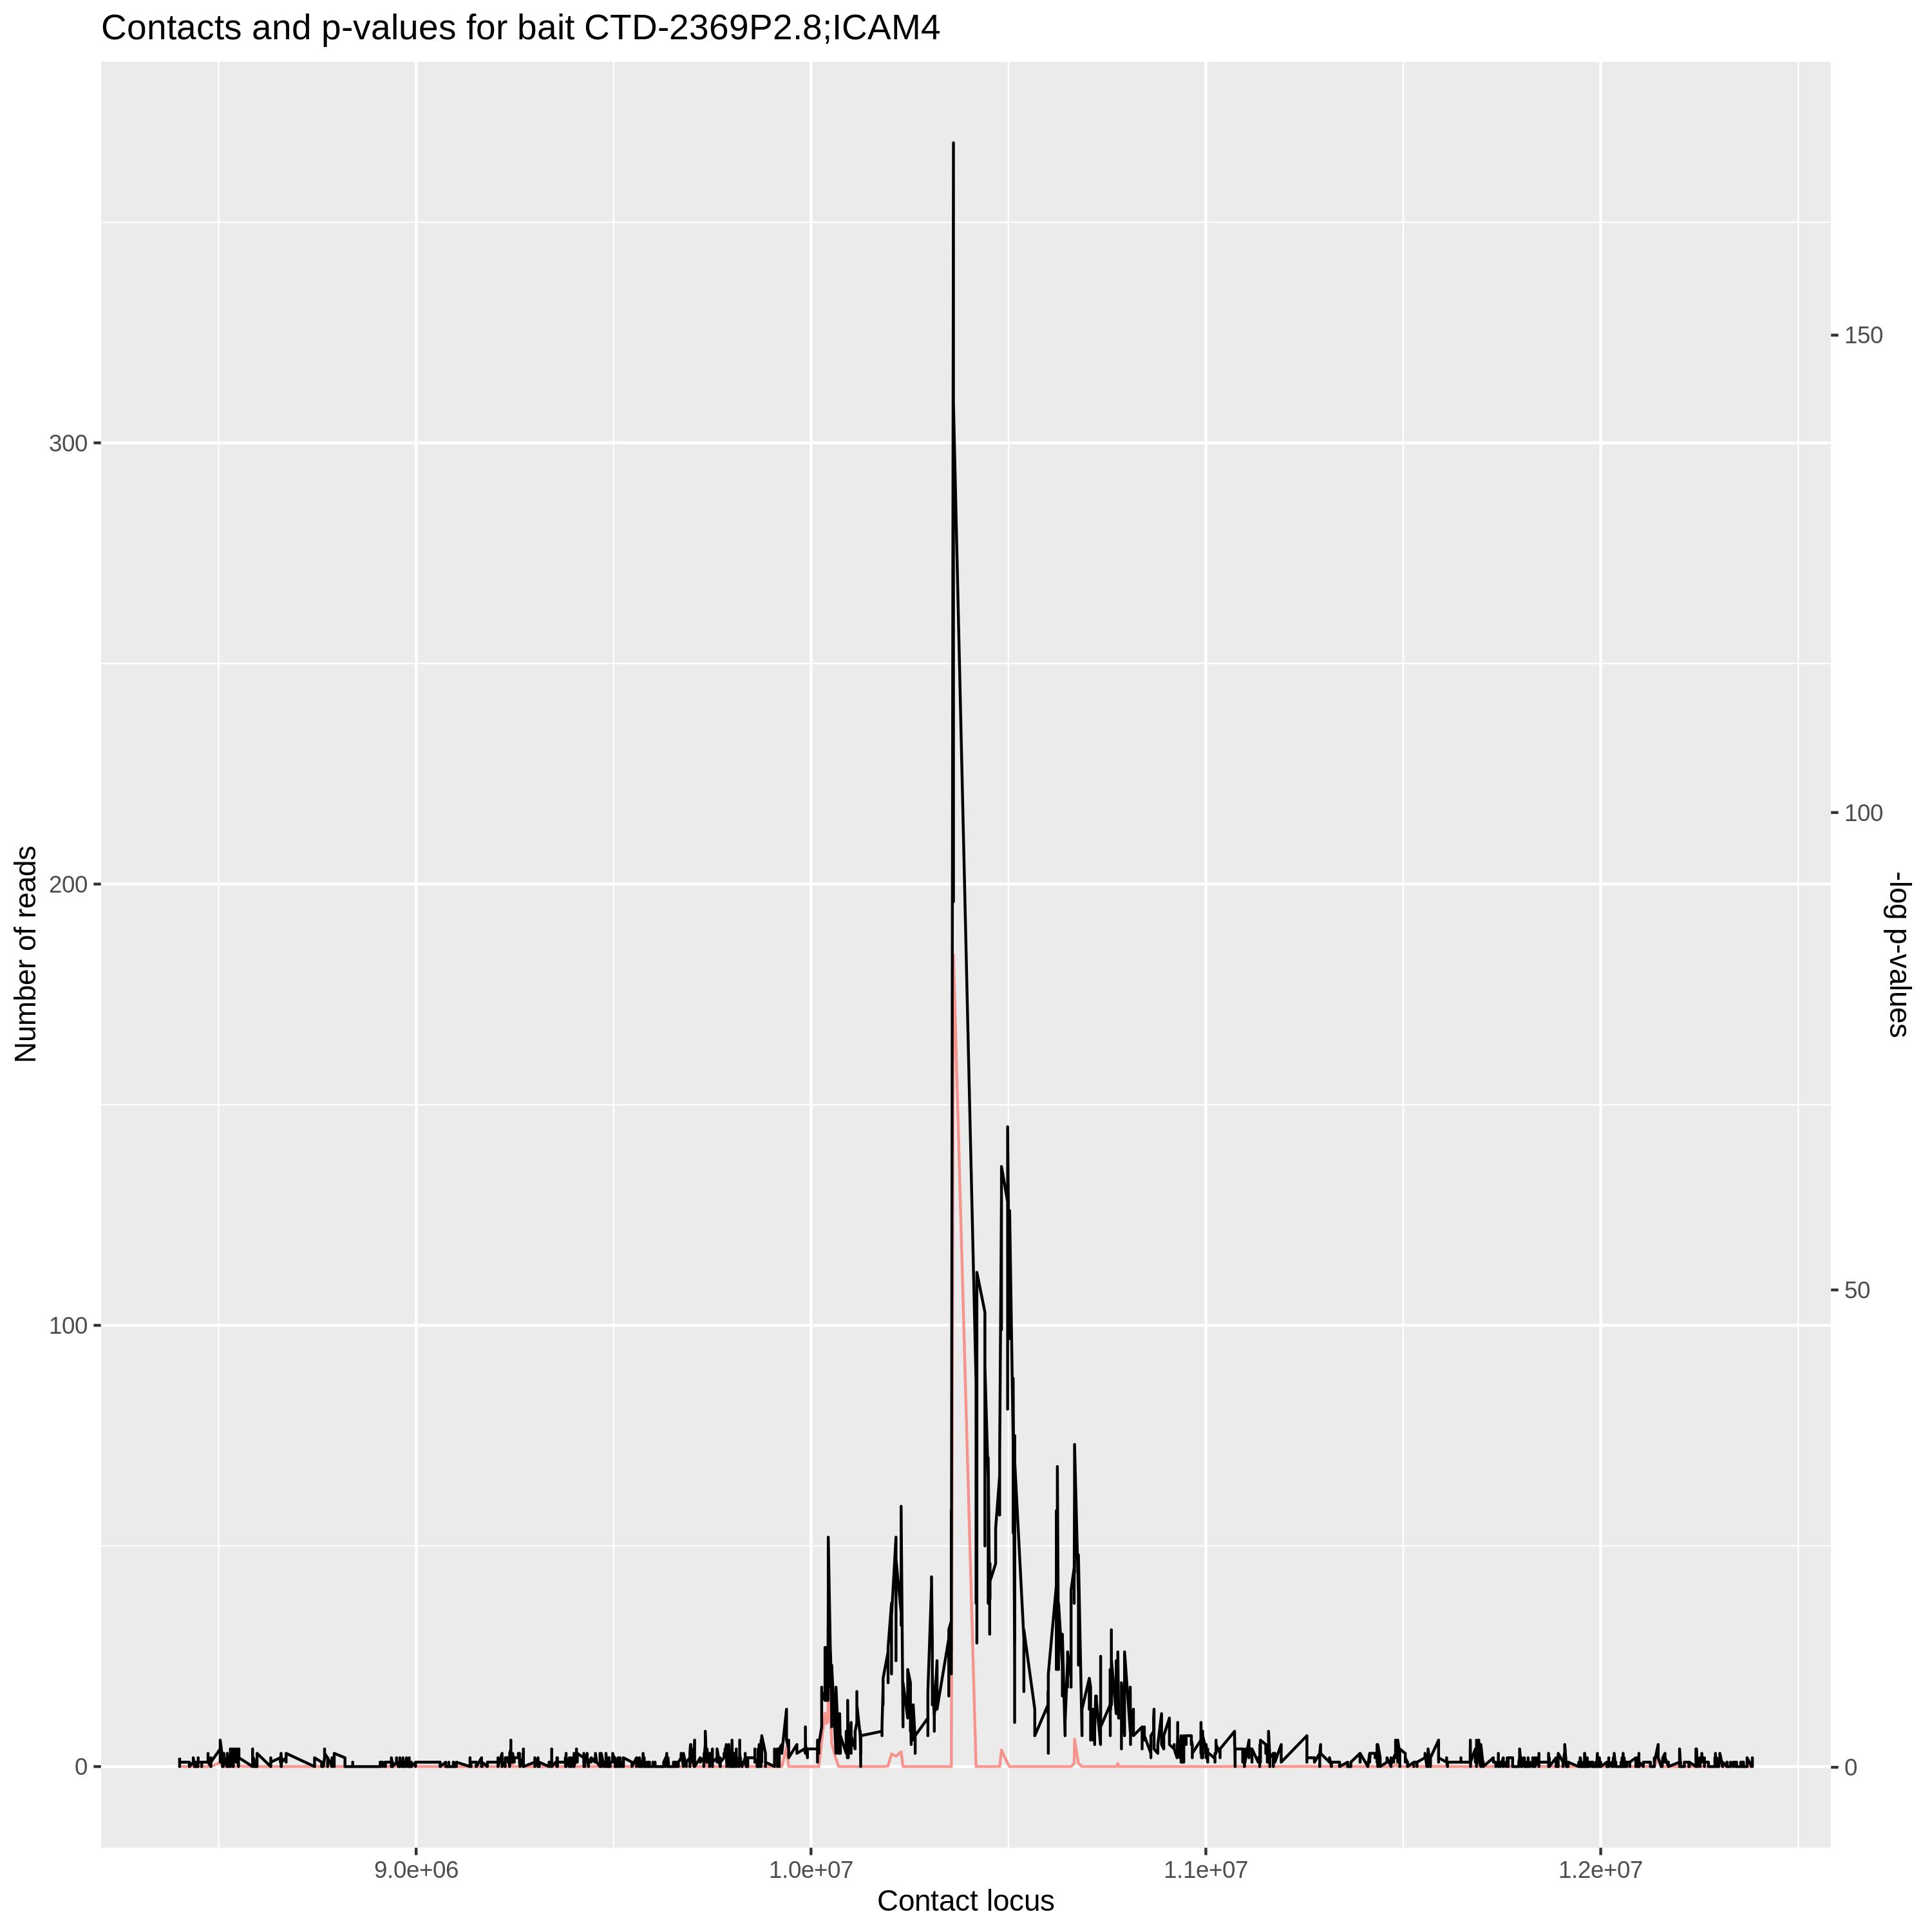 Contacts and p-values for bait CTD-2369P2.8;ICAM4
Number of reads
300
200
100
0
150
100
50
0
-log p-values
9.0e+06 1.0e+07 1.1e+07 1.2e+07
Contact locus